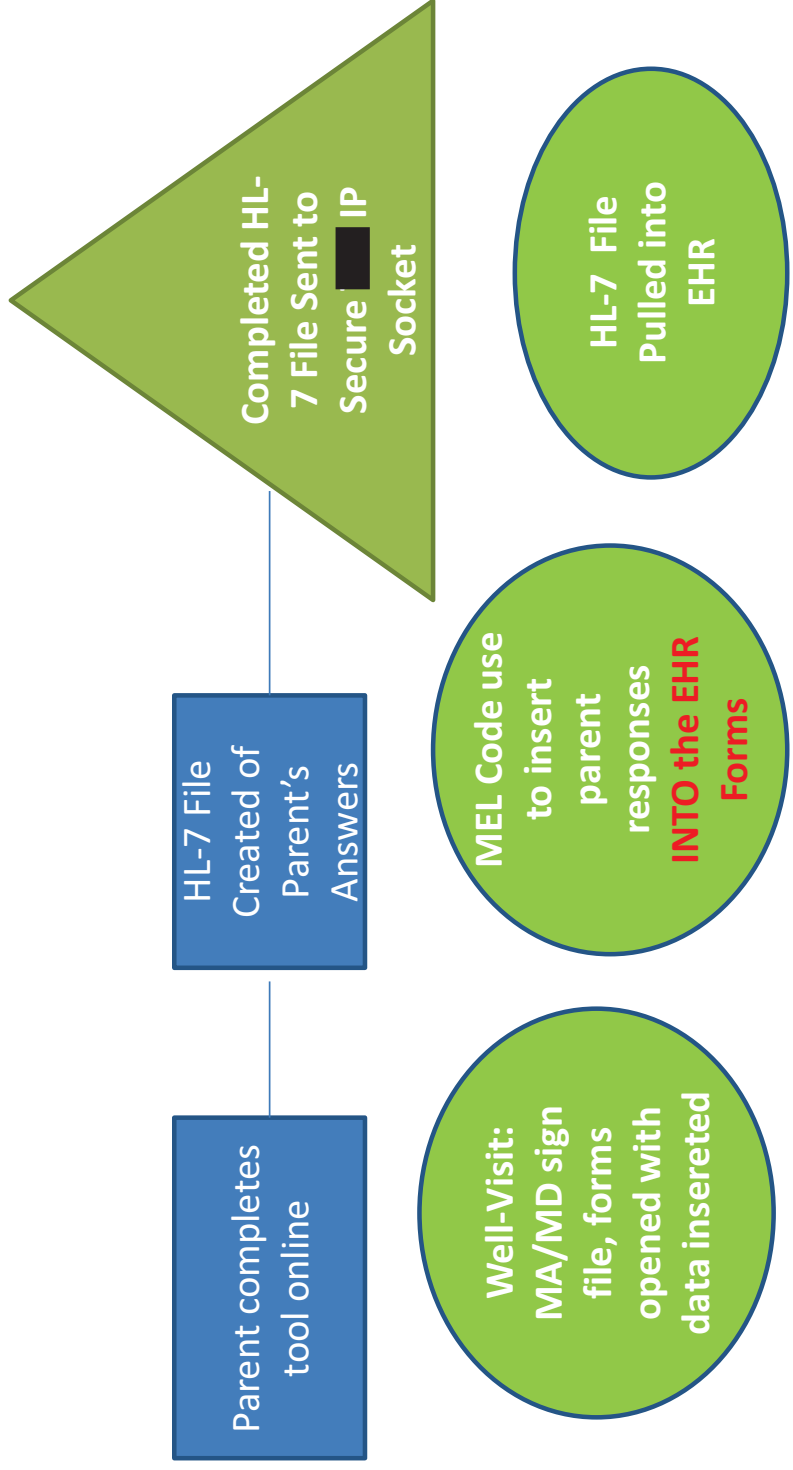 Parent completes
tool online
HL-7 File
Created of
Parent's
Answers
Completed HL-
7 File Sent to
Secure IP
Socket
Well-Visit:
MA/MD sign
file, forms
opened with
data insereted
MEL Code use
to insert
parent
responses
INTO the EHR
Forms
HL-7 File
Pulled into
EHR